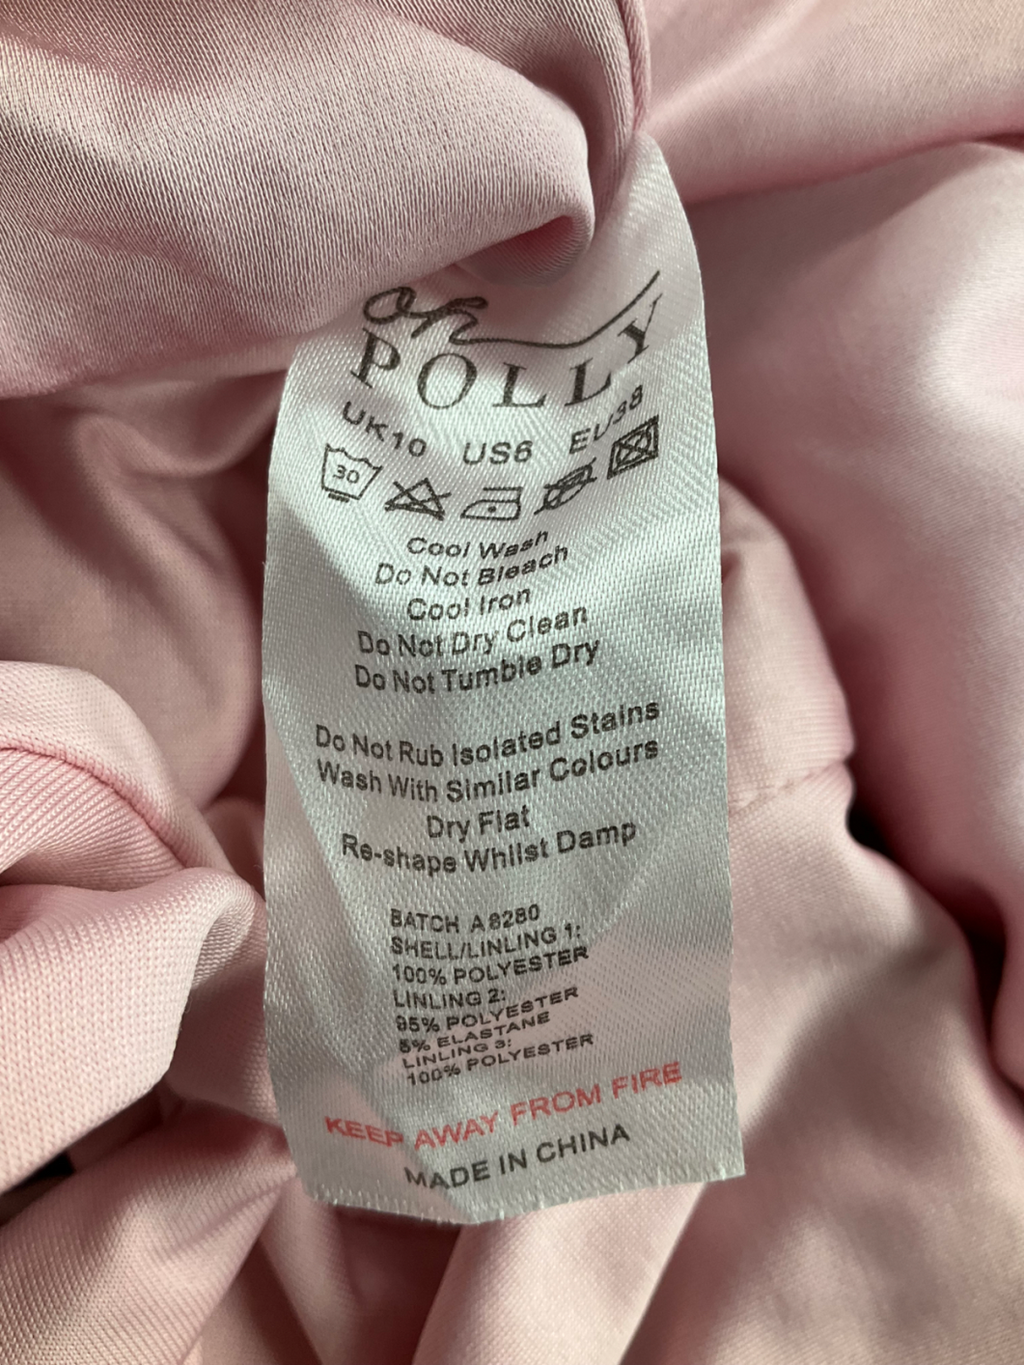 oh
POLLY
UK10 US6 EU38
30
Cool Wash
Do Not Bleach
Cool Iron
Do Not Dry Clean
Do Not Tumble Dry
Do Not Rub Isolated Stains
Wash With Similar Colours
Dry Flat
Re-shape Whilst Damp
BATCH A8280
SHELL/LINLING 1:
100% POLYESTER
LINLING 2:
95% POLYESTER
5% ELASTANE
LINLING 3:
100% POLYESTER
KEEP AWAY FROM FIRE
MADE IN CHINA